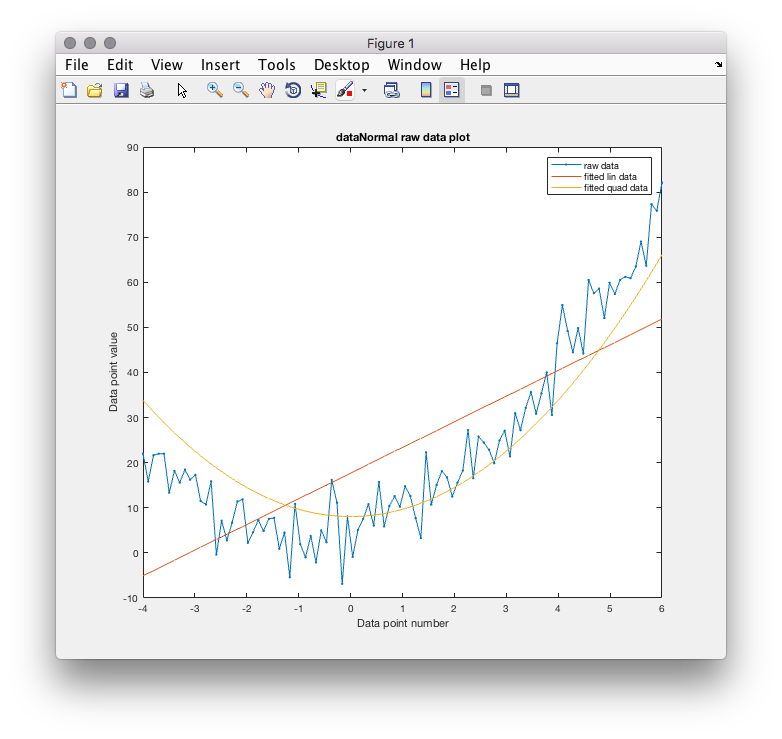 Figure 1
File Edit View Insert Tools Desktop Window Help
dataNormal raw data plot
90
80
70
60
50
40
30
20
10
0
-10
Data point value
raw data
fitted lin data
fitted quad data
-4 -3 -2 -1 0 1 2 3 4 5 6
Data point number